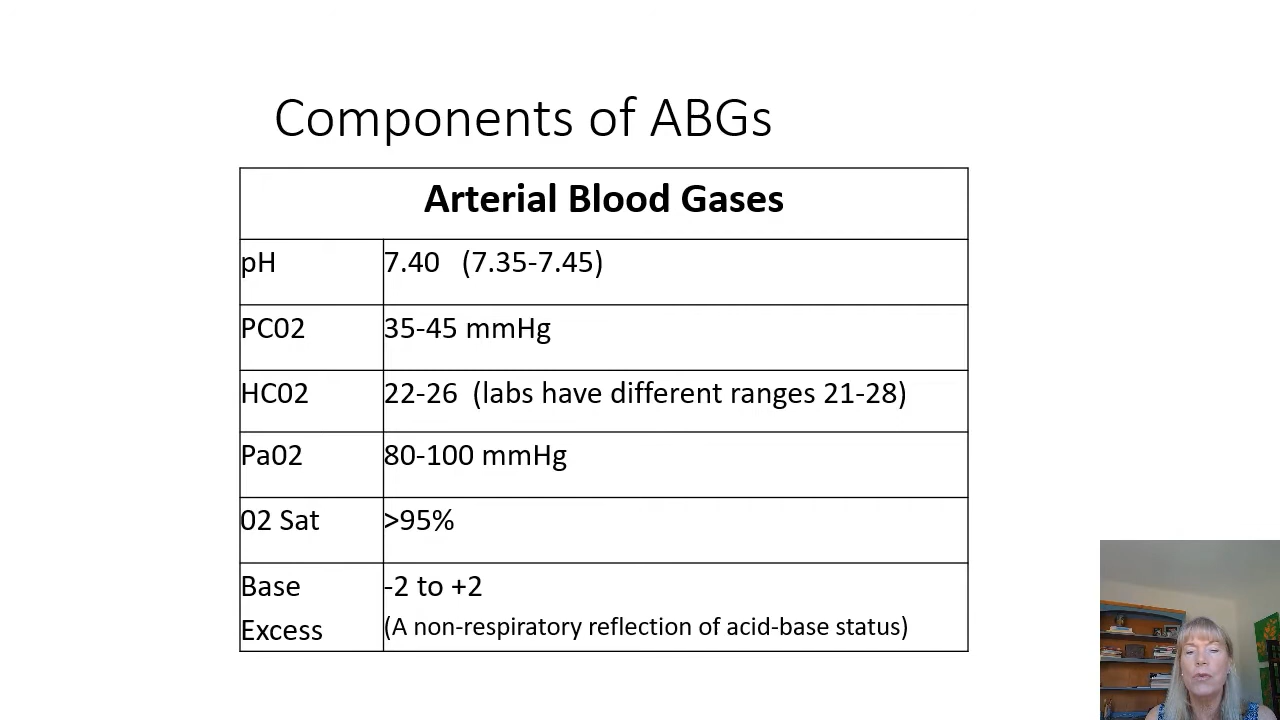 Components of ABGs
Arterial Blood Gases
pH 7.40 (7.35-7.45)
PC02 35-45 mmHg
HC02 22-26 (labs have different ranges 21-28)
Pa02 80-100 mmHg
02 Sat >95%
Base -2 to +2
Excess (A non-respiratory reflection of acid-base status)